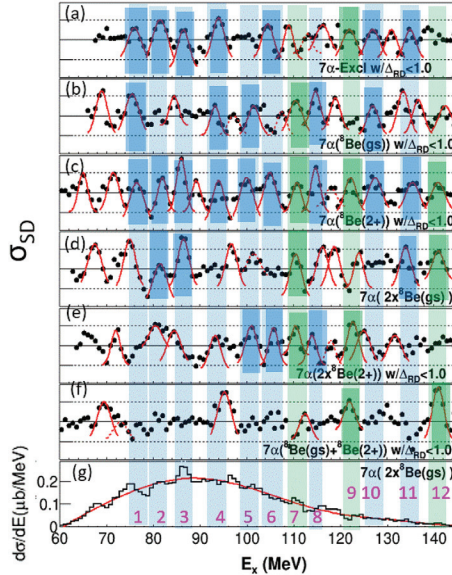 (a)
7α-Excl w/Δ_RD<1.0
(b)
7α(⁸Be(gs)) w/Δ_RD<1.0
(c)
7α(⁸Be(2+)) w/Δ_RD<1.0
σ_SD
(d)
7α( 2x⁸Be(gs) )
(e)
7α(2x⁸Be(2+)) w/Δ_RD<1.0
(f)
7α(⁸Be(gs)+⁸Be(2+)) w/Δ_RD<1.0
(g)
7α( 2x⁸Be(gs) )
dσ/dE(μb/MeV)
0.2
0.1
0
1 2 3 4 5 6 7 8 9 10 11 12
60 70 80 90 100 110 120 130 140
E_x (MeV)